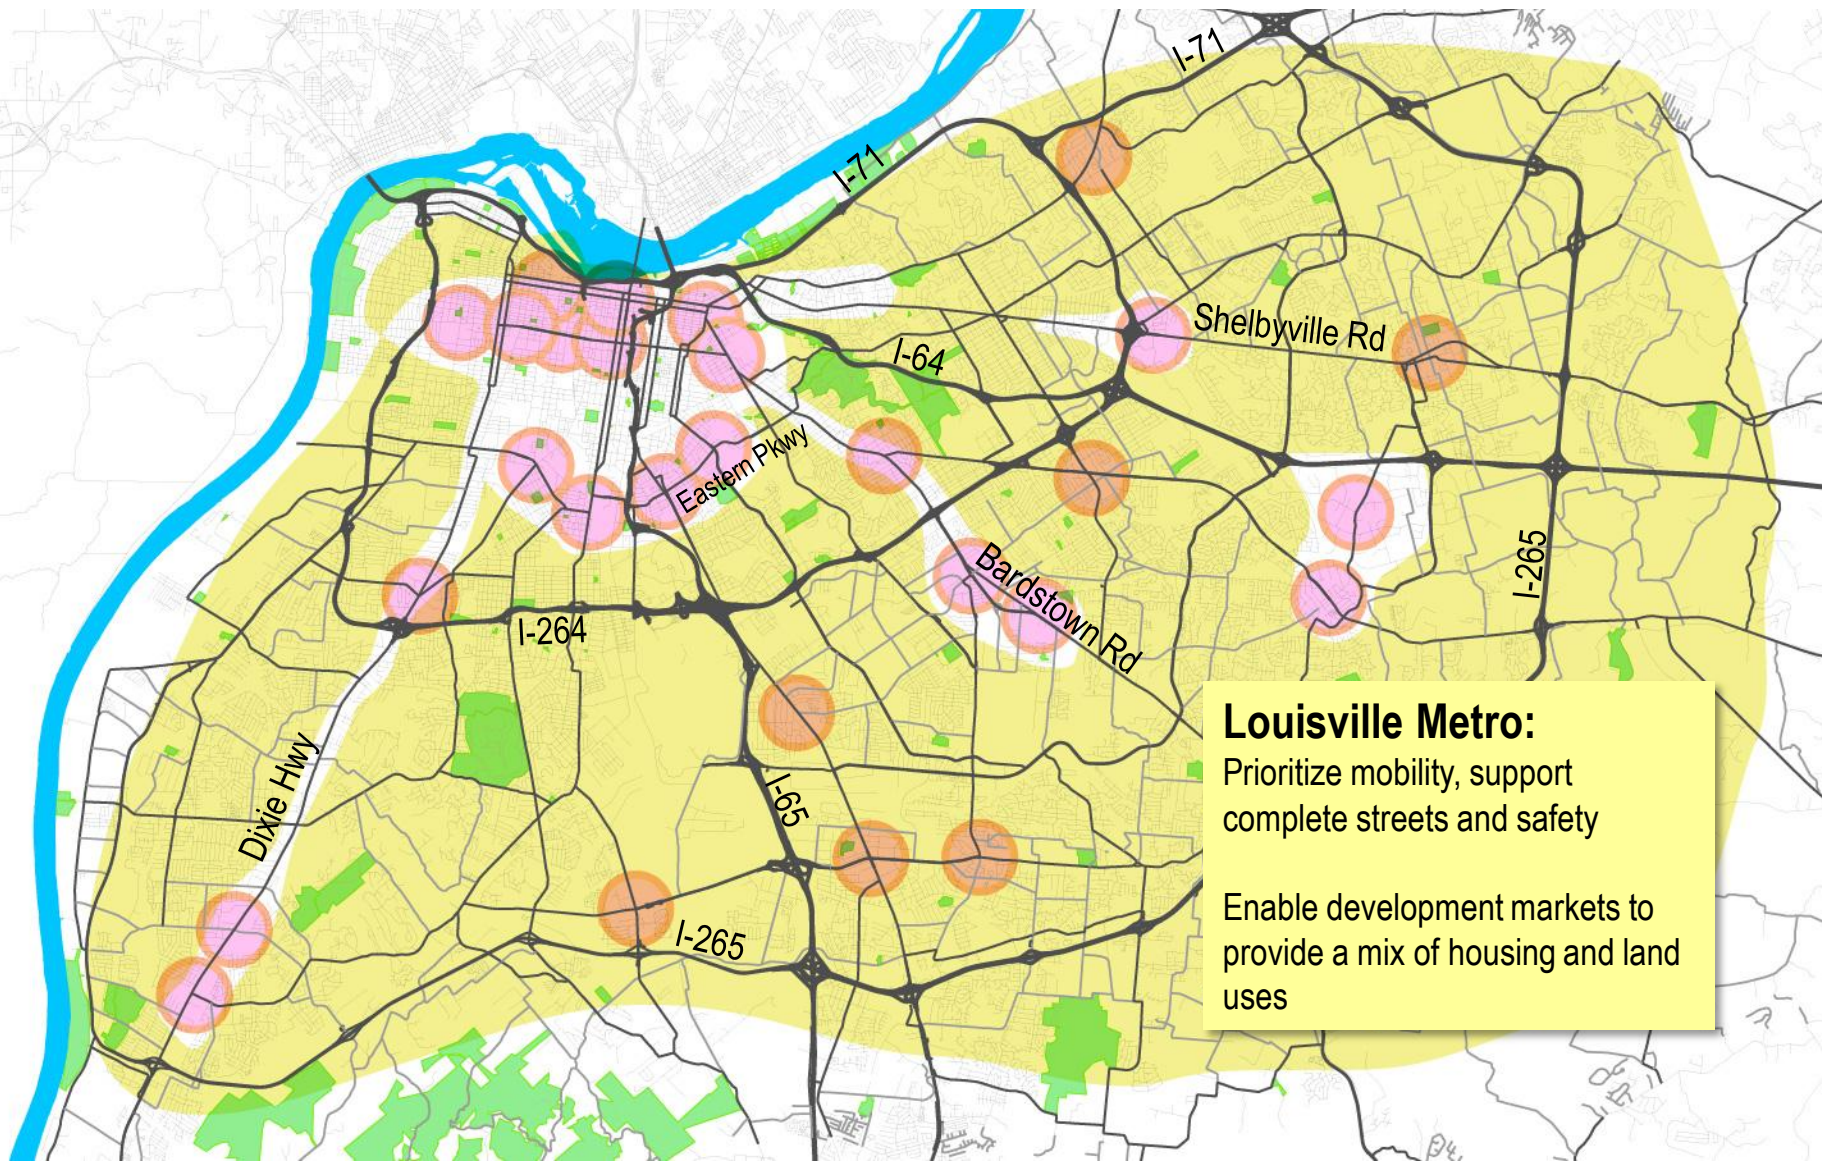 I-71
I-71
Shelbyville Rd
I-64
Eastern Pkwy
I-265
Bardstown Rd
I-264
Louisville Metro:
Prioritize mobility, support
complete streets and safety
Enable development markets to
provide a mix of housing and land
uses
Dixie Hwy
I-65
I-265